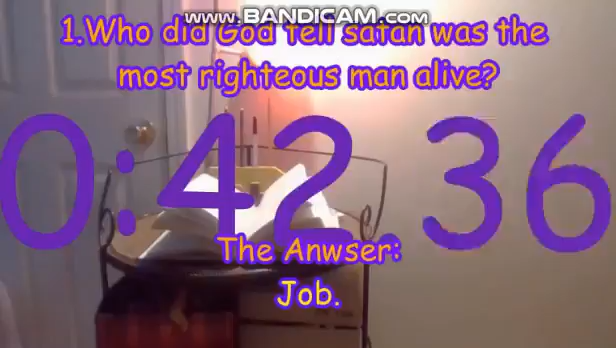 www.BANDICAM.com
1.Who did God tell satan was the
most righteous man alive?
0:42.36
The Anwser:
Job.